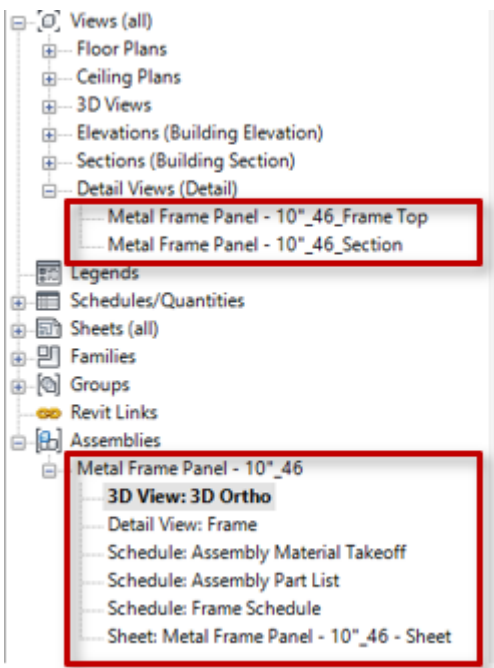 Views (all)
Floor Plans
Ceiling Plans
3D Views
Elevations (Building Elevation)
Sections (Building Section)
Detail Views (Detail)
Metal Frame Panel - 10"_46_Frame Top
Metal Frame Panel - 10"_46_Section
Legends
Schedules/Quantities
Sheets (all)
Families
Groups
Revit Links
Assemblies
Metal Frame Panel - 10"_46
3D View: 3D Ortho
Detail View: Frame
Schedule: Assembly Material Takeoff
Schedule: Assembly Part List
Schedule: Frame Schedule
Sheet: Metal Frame Panel - 10"_46 - Sheet